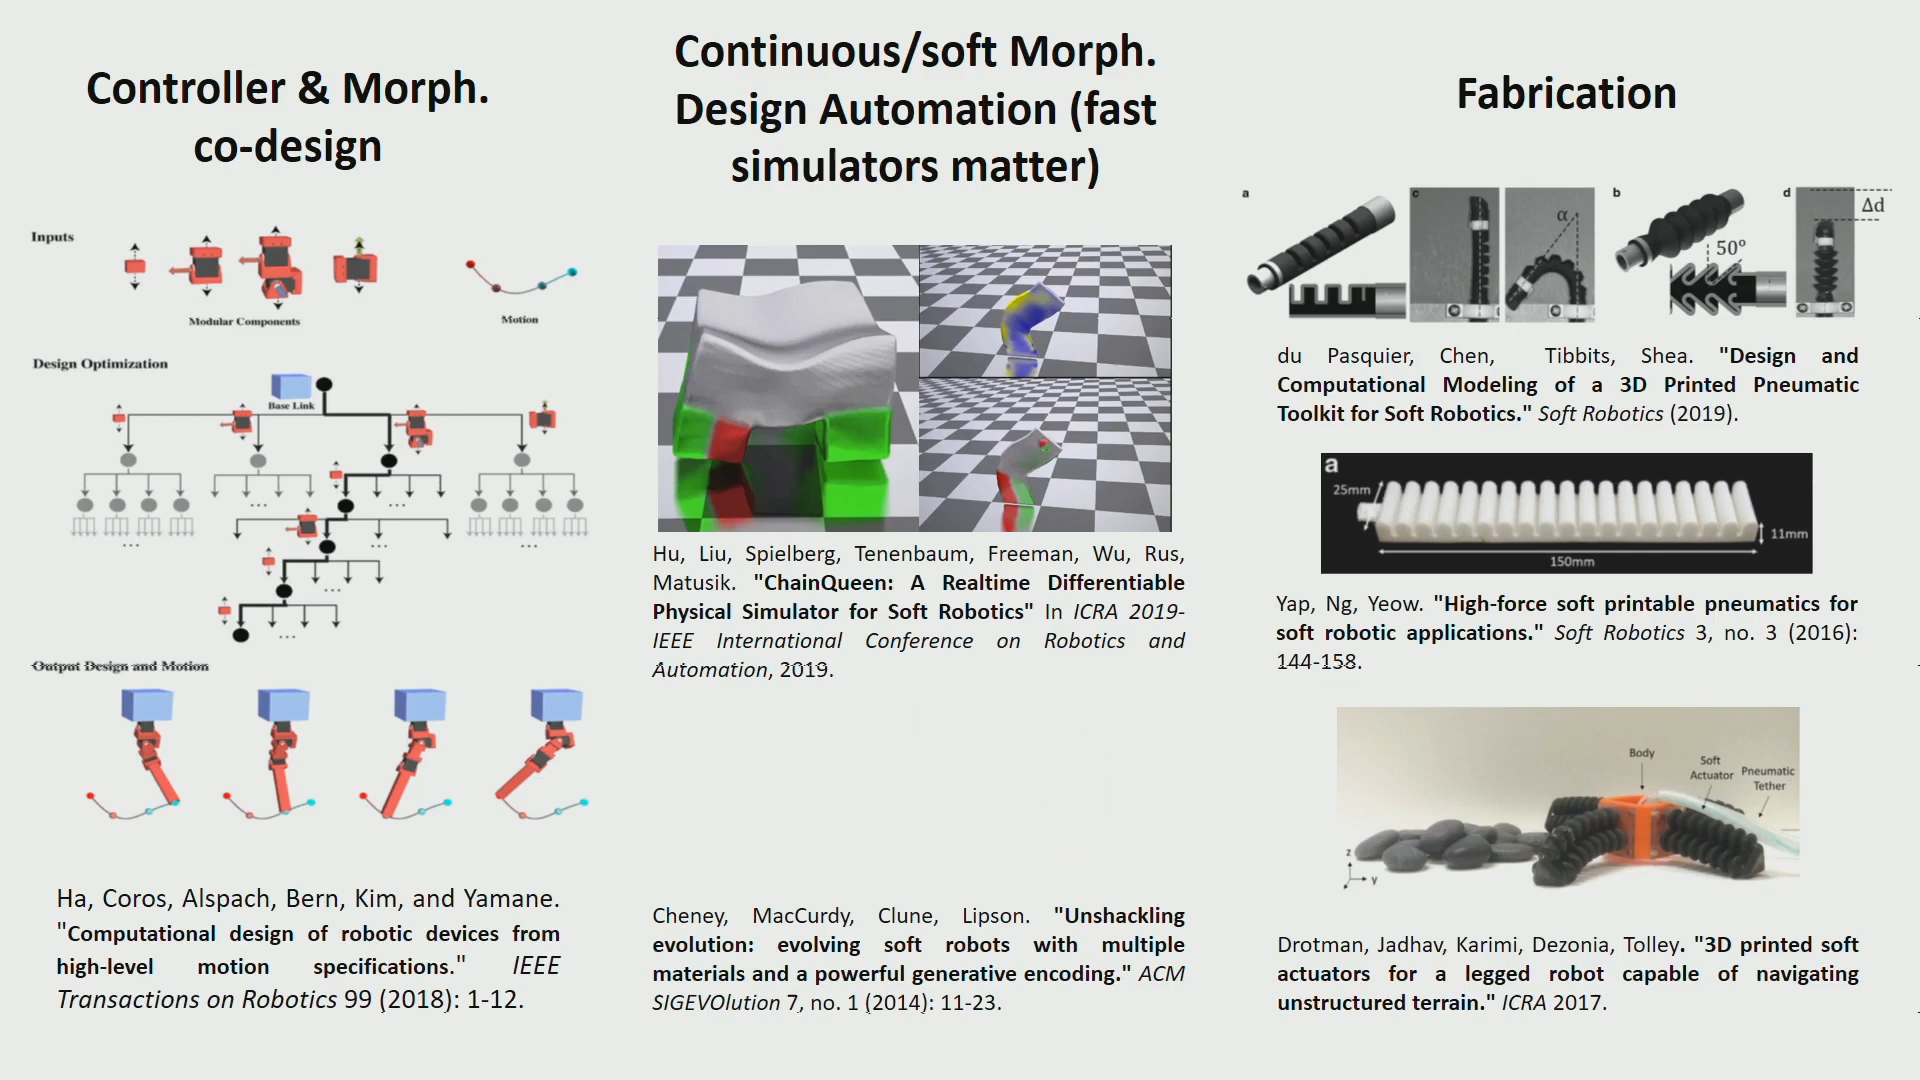 Controller & Morph.
co-design
Inputs
Modular Components
Motion
Design Optimization
Base Link
...
...
...
...
...
...
...
Output Design and Motion
Ha, Coros, Alspach, Bern, Kim, and Yamane.
"Computational design of robotic devices from
high-level motion specifications." IEEE
Transactions on Robotics 99 (2018): 1-12.
Continuous/soft Morph.
Design Automation (fast
simulators matter)
Hu, Liu, Spielberg, Tenenbaum, Freeman, Wu, Rus,
Matusik. "ChainQueen: A Realtime Differentiable
Physical Simulator for Soft Robotics" In ICRA 2019-
IEEE International Conference on Robotics and
Automation, 2019.
Cheney, MacCurdy, Clune, Lipson. "Unshackling
evolution: evolving soft robots with multiple
materials and a powerful generative encoding." ACM
SIGEVOlution 7, no. 1 (2014): 11-23.
Fabrication
a
c
α
b
50º
d
Δd
du Pasquier, Chen, Tibbits, Shea. "Design and
Computational Modeling of a 3D Printed Pneumatic
Toolkit for Soft Robotics." Soft Robotics (2019).
a
25mm
11mm
150mm
Yap, Ng, Yeow. "High-force soft printable pneumatics for
soft robotic applications." Soft Robotics 3, no. 3 (2016):
144-158.
Body
Soft
Actuator
Pneumatic
Tether
z
y
Drotman, Jadhav, Karimi, Dezonia, Tolley. "3D printed soft
actuators for a legged robot capable of navigating
unstructured terrain." ICRA 2017.